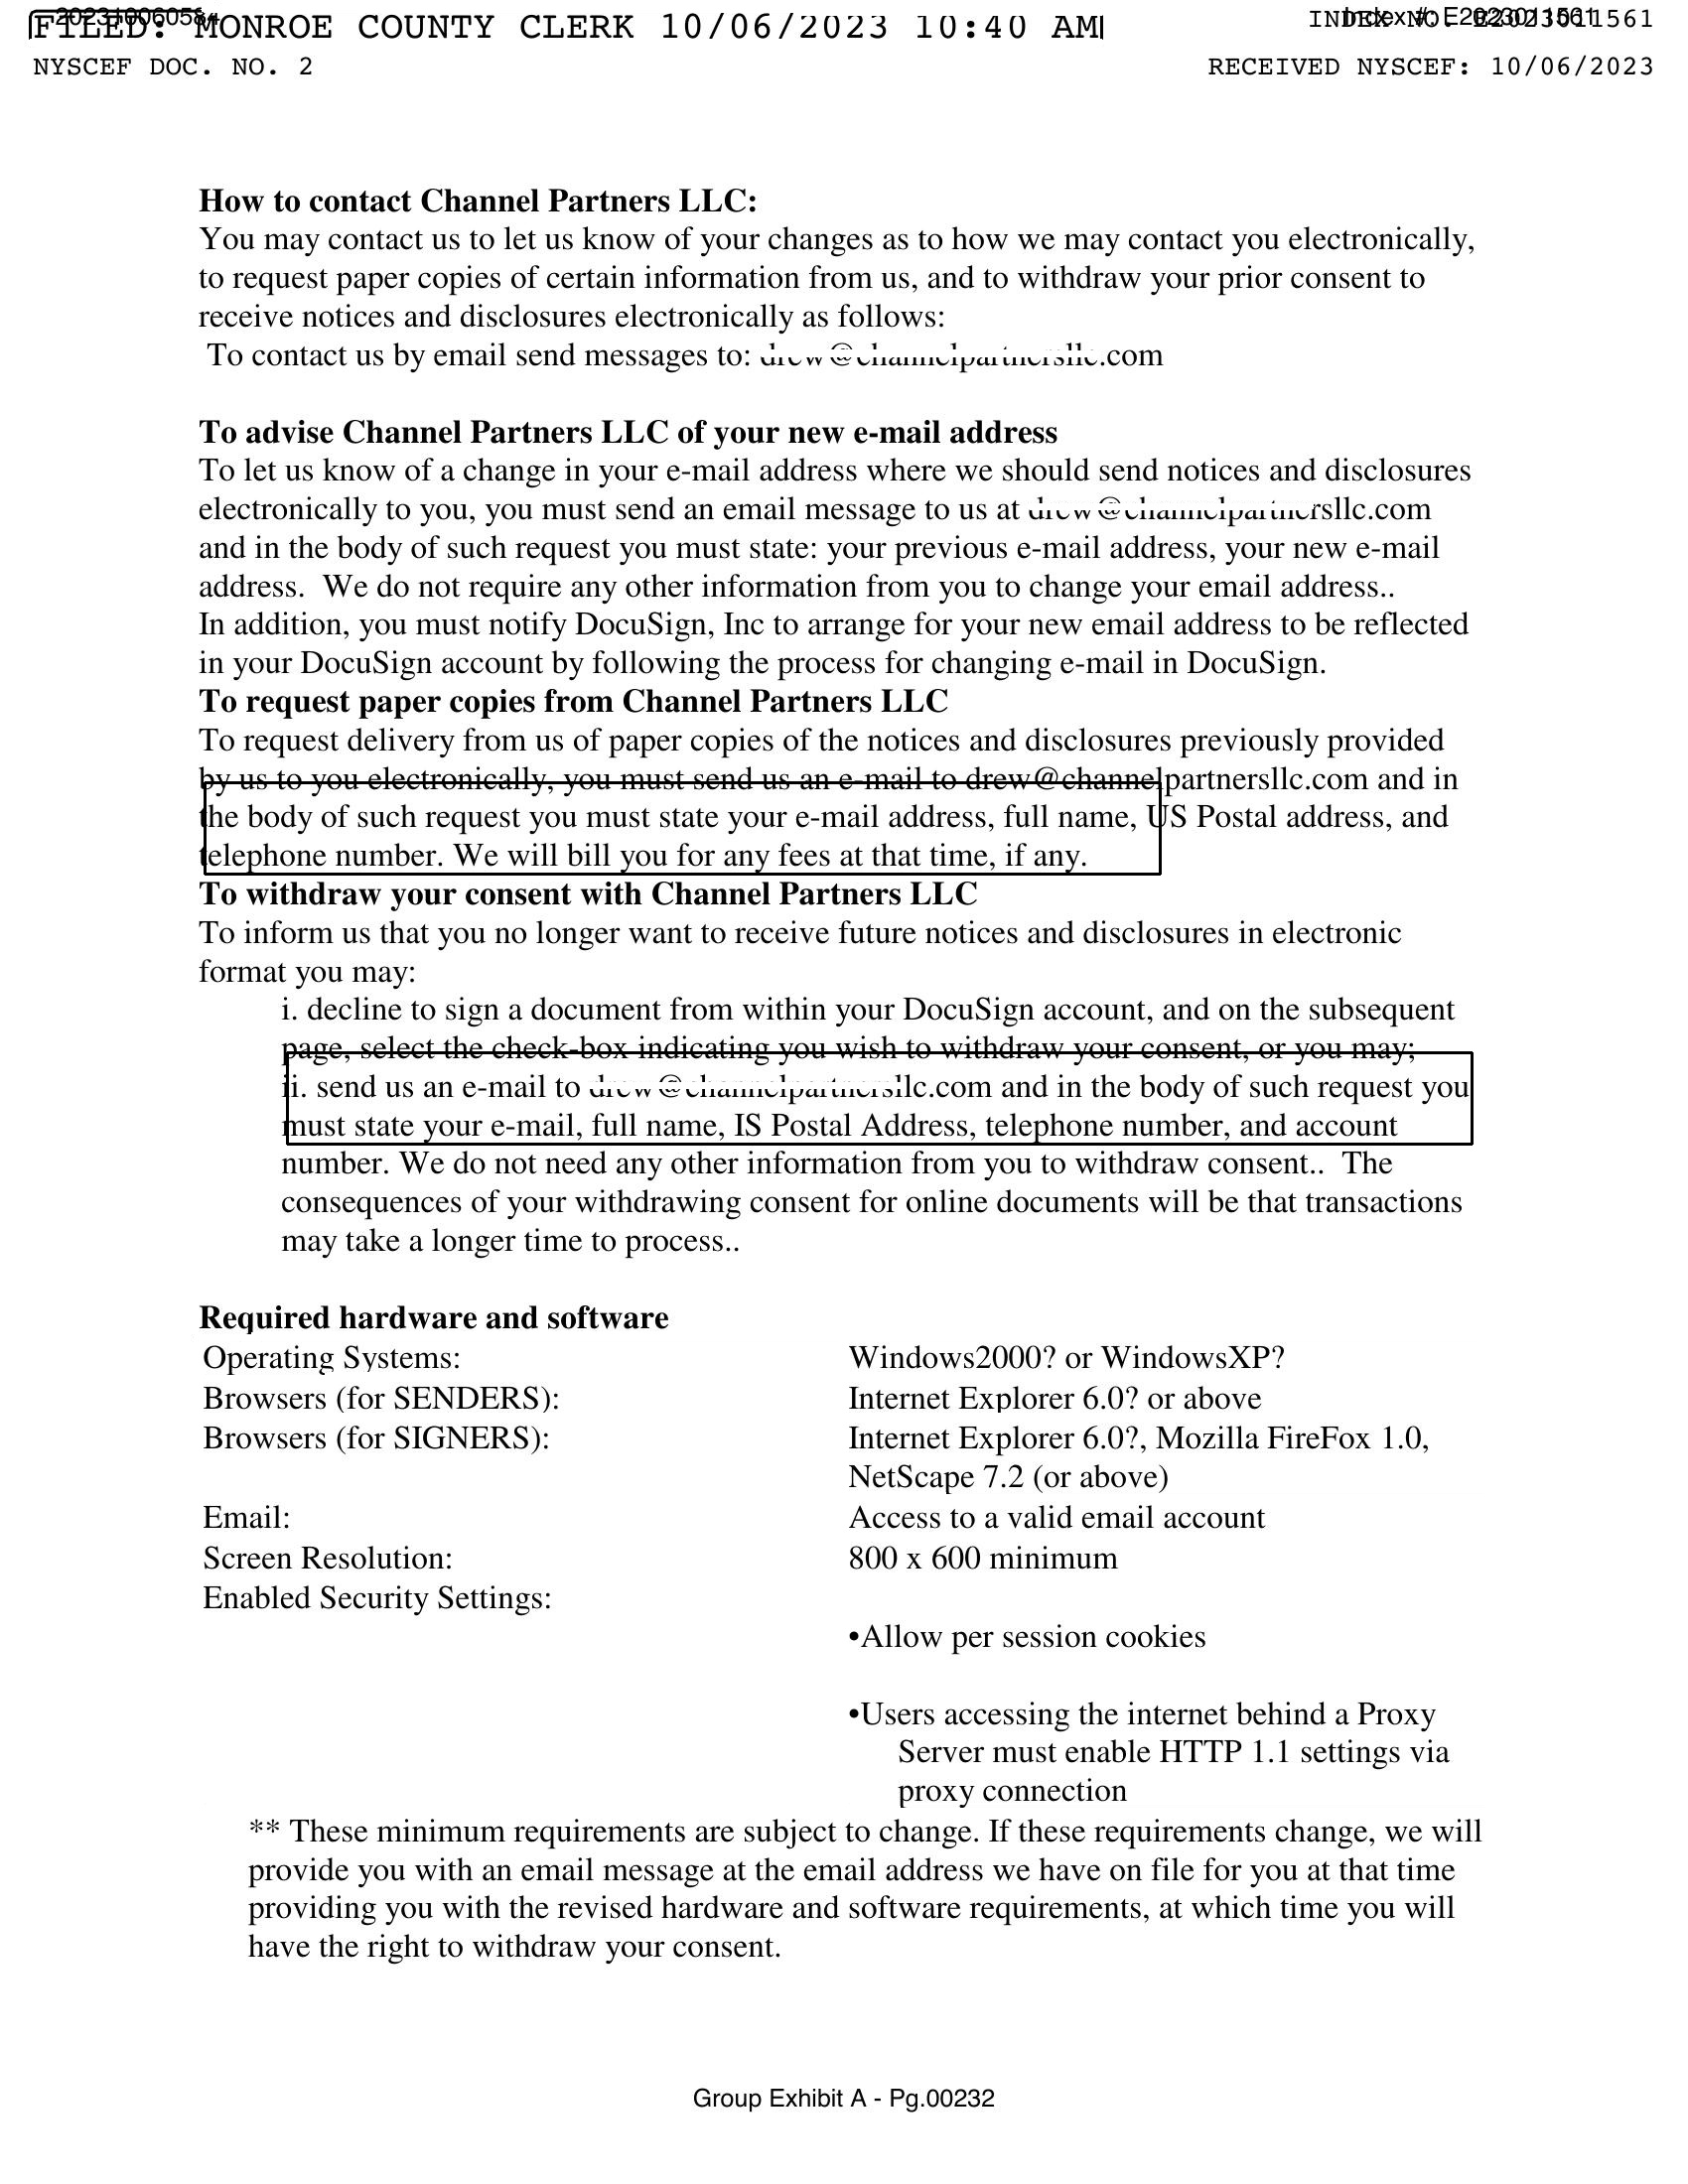 202310060584
FILED: MONROE COUNTY CLERK 10/06/2023 10:40 AM
INDEX NO. E2023011561
Index #: E2023011561
NYSCEF DOC. NO. 2
RECEIVED NYSCEF: 10/06/2023
How to contact Channel Partners LLC:
You may contact us to let us know of your changes as to how we may contact you electronically,
to request paper copies of certain information from us, and to withdraw your prior consent to
receive notices and disclosures electronically as follows:
To contact us by email send messages to: drew@channelpartnersllc.com
To advise Channel Partners LLC of your new e-mail address
To let us know of a change in your e-mail address where we should send notices and disclosures
electronically to you, you must send an email message to us at drew@channelpartnersllc.com
and in the body of such request you must state: your previous e-mail address, your new e-mail
address.  We do not require any other information from you to change your email address..
In addition, you must notify DocuSign, Inc to arrange for your new email address to be reflected
in your DocuSign account by following the process for changing e-mail in DocuSign.
To request paper copies from Channel Partners LLC
To request delivery from us of paper copies of the notices and disclosures previously provided
by us to you electronically, you must send us an e-mail to drew@channelpartnersllc.com and in
the body of such request you must state your e-mail address, full name, US Postal address, and
telephone number. We will bill you for any fees at that time, if any.
To withdraw your consent with Channel Partners LLC
To inform us that you no longer want to receive future notices and disclosures in electronic
format you may:
i. decline to sign a document from within your DocuSign account, and on the subsequent
page, select the check-box indicating you wish to withdraw your consent, or you may;
ii. send us an e-mail to drew@channelpartnersllc.com and in the body of such request you
must state your e-mail, full name, IS Postal Address, telephone number, and account
number. We do not need any other information from you to withdraw consent..  The
consequences of your withdrawing consent for online documents will be that transactions
may take a longer time to process..
Required hardware and software
Operating Systems: Windows2000? or WindowsXP?
Browsers (for SENDERS): Internet Explorer 6.0? or above
Browsers (for SIGNERS): Internet Explorer 6.0?, Mozilla FireFox 1.0,
NetScape 7.2 (or above)
Email: Access to a valid email account
Screen Resolution: 800 x 600 minimum
Enabled Security Settings:
•Allow per session cookies
•Users accessing the internet behind a Proxy
Server must enable HTTP 1.1 settings via
proxy connection
** These minimum requirements are subject to change. If these requirements change, we will
provide you with an email message at the email address we have on file for you at that time
providing you with the revised hardware and software requirements, at which time you will
have the right to withdraw your consent.
Group Exhibit A - Pg.00232